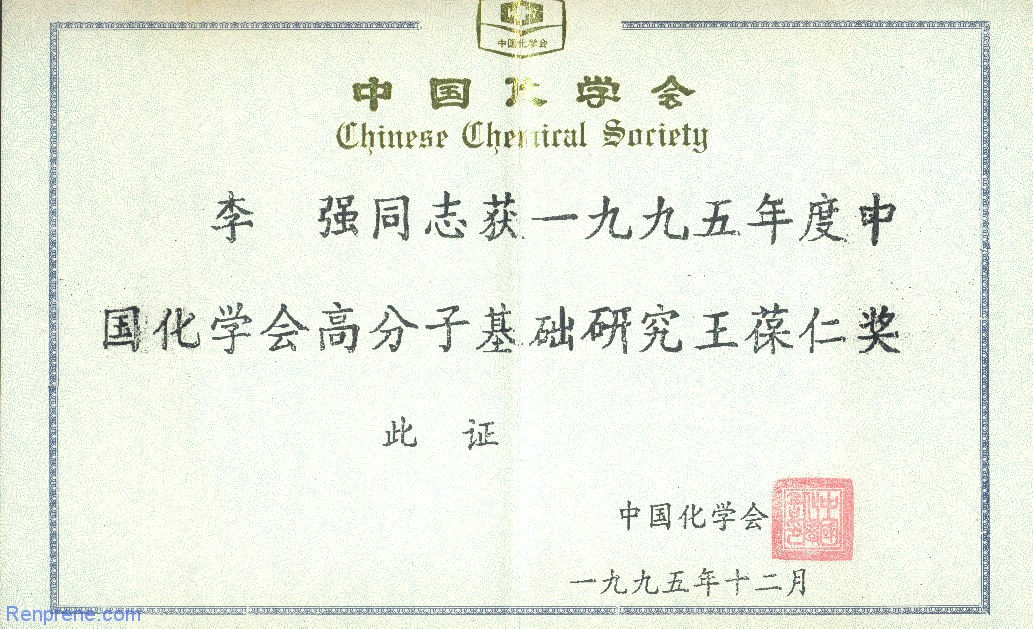 中国化学会
中国化学会
Chinese Chemical Society
李 强同志获一九九五年度中
国化学会高分子基础研究王葆仁奖
此 证
中国化学会
一九九五年十二月
Renprene.com